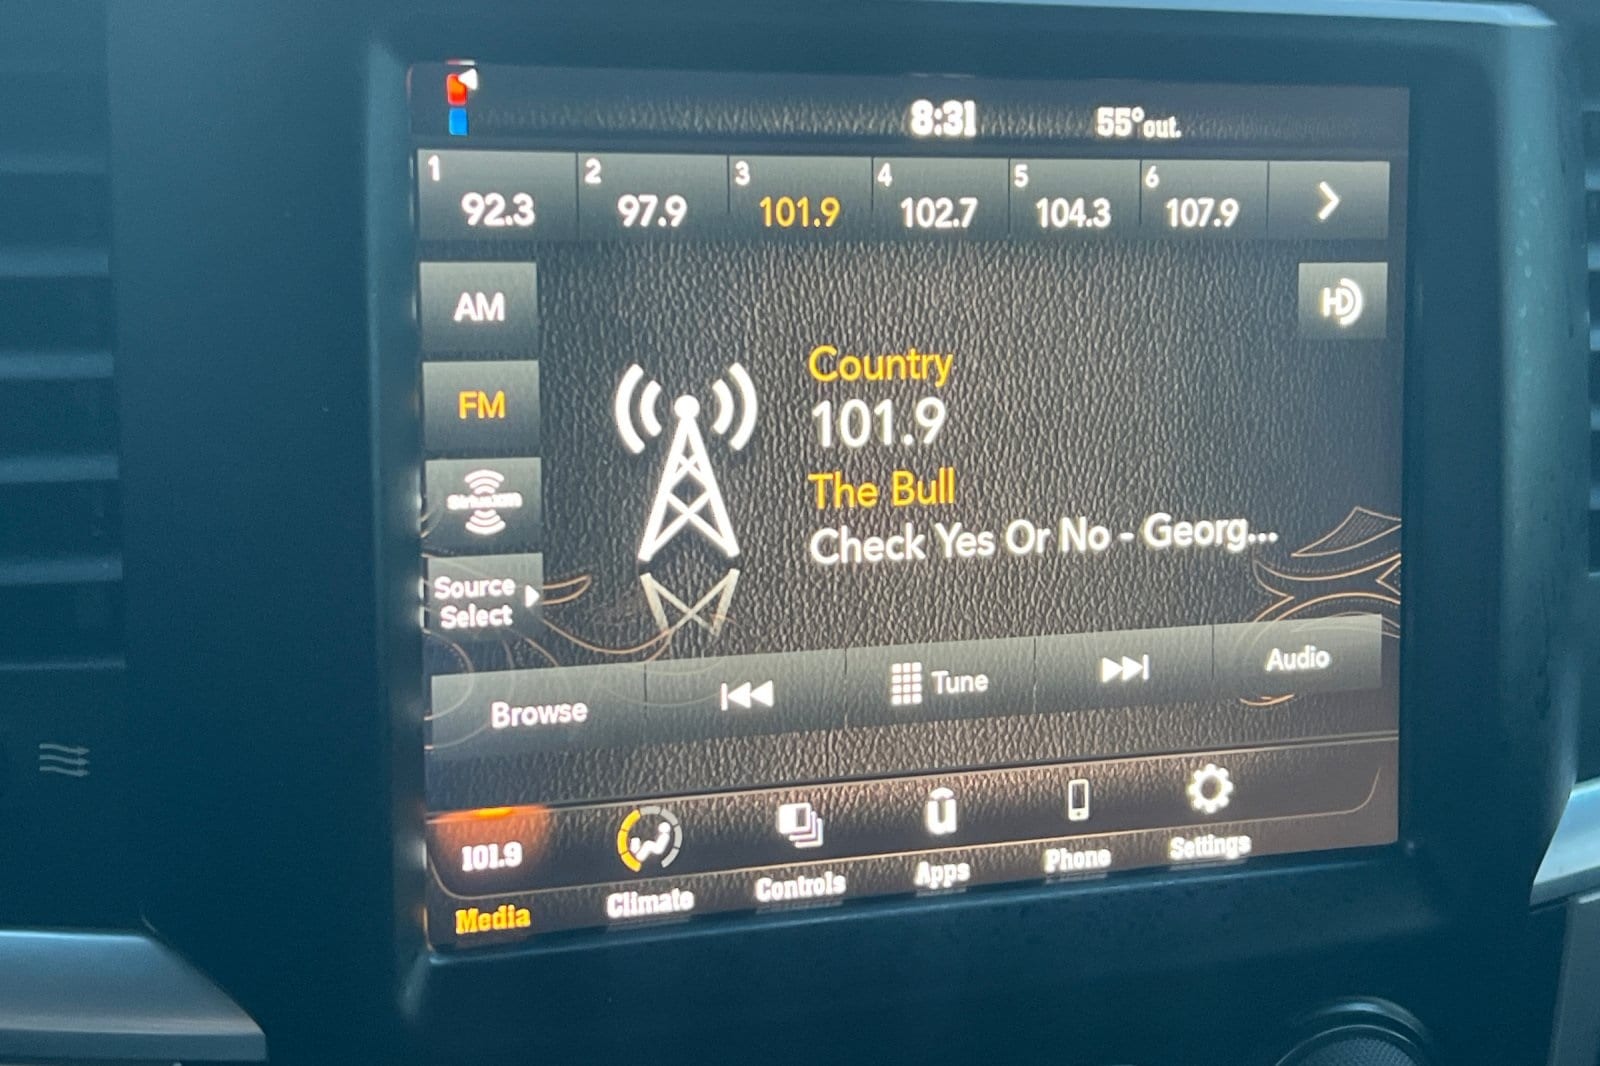 8:31 55° out.
1 2 3 4 5 6
92.3 97.9 101.9 102.7 104.3 107.9
AM
HD
Country
FM
101.9
The Bull
SiriusXM
Check Yes Or No - Georg...
Source
Select
Browse Tune Audio
101.9
Media Climate Controls Apps Phone Settings